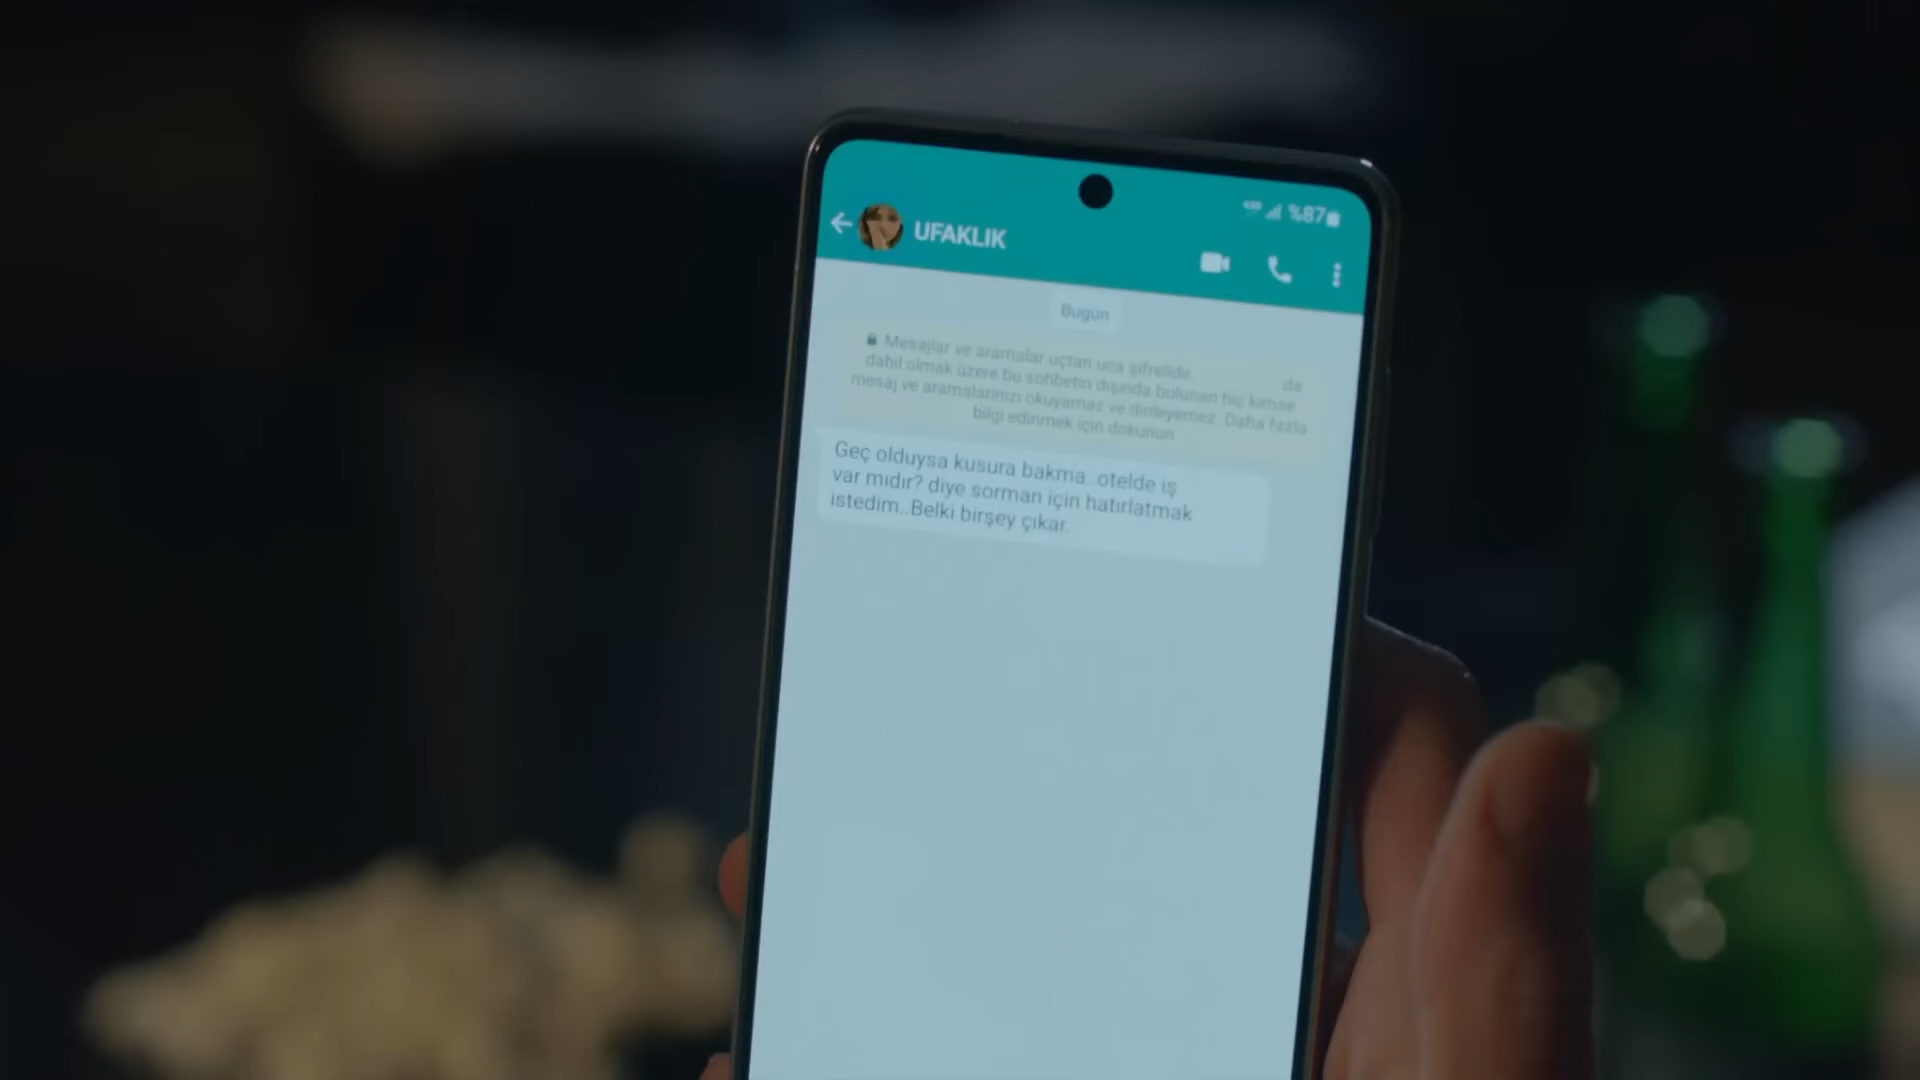 %87
UFAKLIK
Bugün
Mesajlar ve aramalar uçtan uca şifrelidir. da
dahil olmak üzere bu sohbetin dışında bulunan hiç kimse
mesaj ve aramalarınızı okuyamaz ve dinleyemez. Daha fazla
bilgi edinmek için dokunun
Geç olduysa kusura bakma..otelde iş
var mıdır? diye sorman için hatırlatmak
istedim..Belki birşey çıkar.